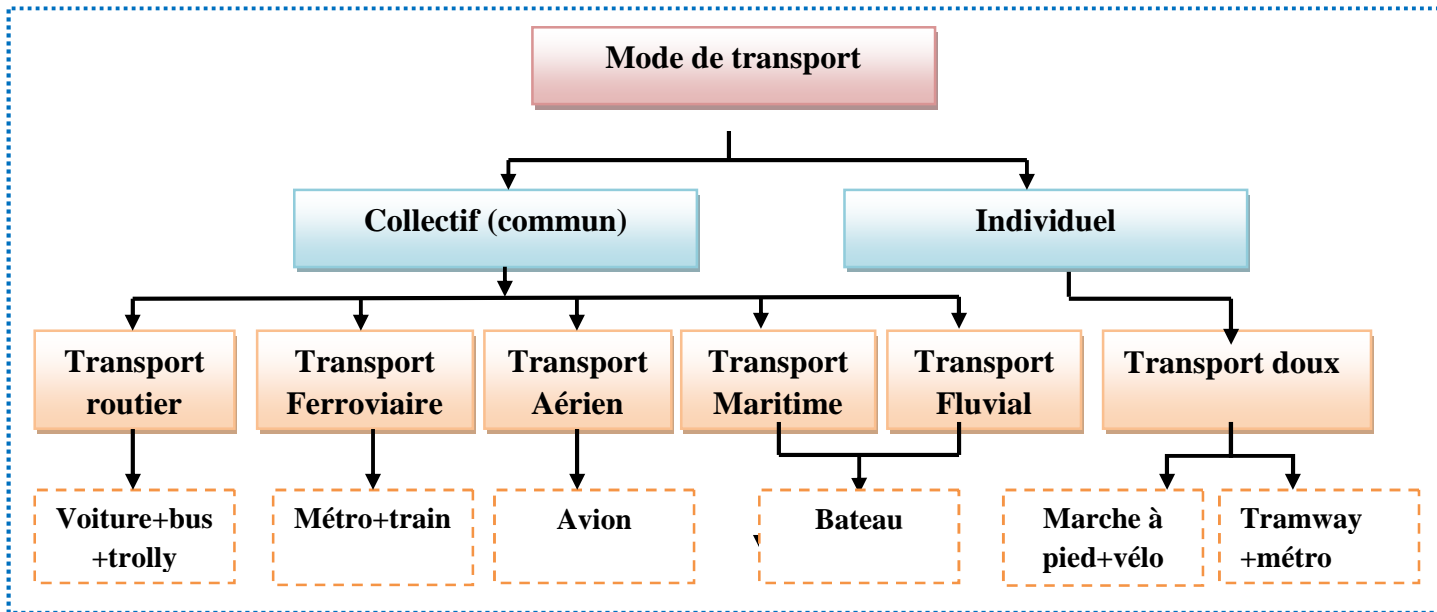 Mode de transport
Collectif (commun)
Individuel
Transport
routier
Transport
Ferroviaire
Transport
Aérien
Transport
Maritime
Transport
Fluvial
Transport doux
Voiture+bus
+trolly
Métro+train
Avion
Bateau
Marche à
pied+vélo
Tramway
+métro